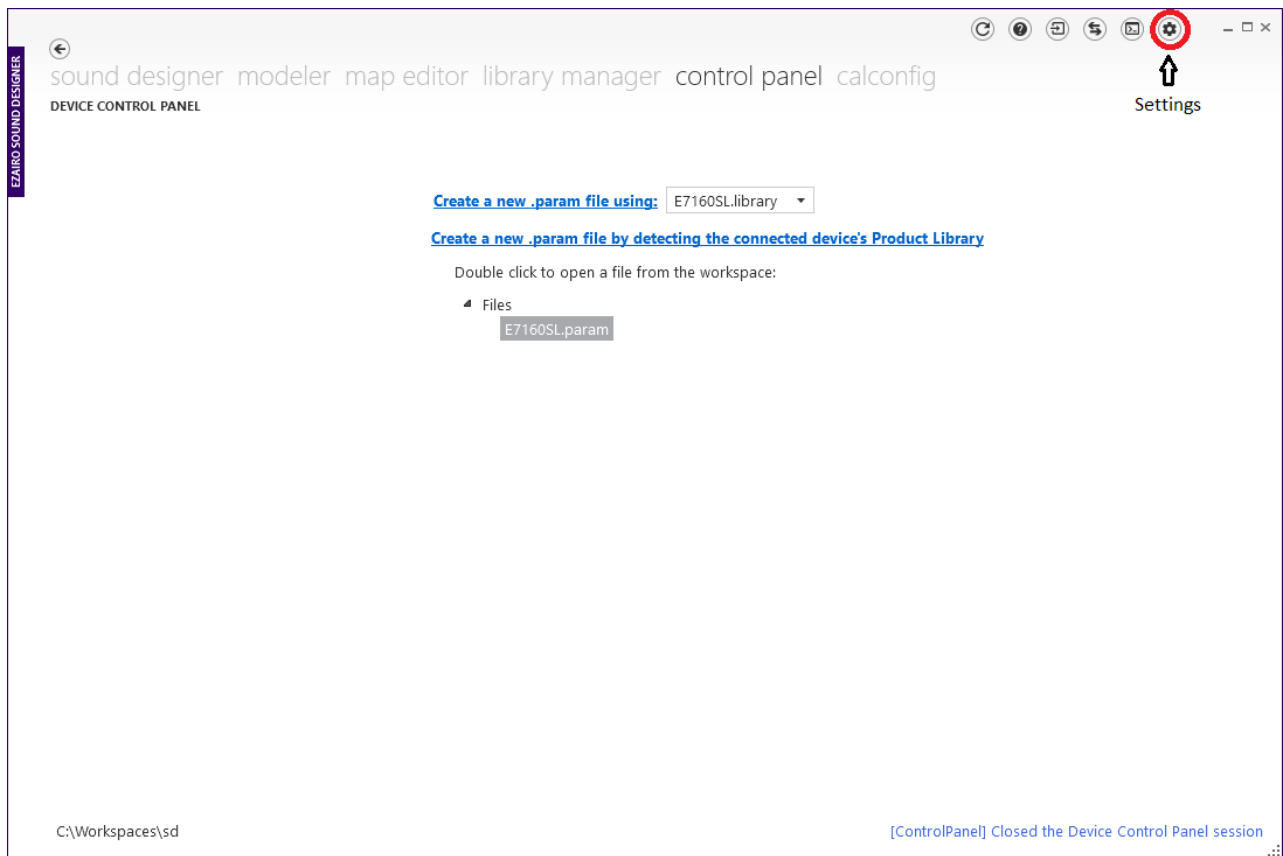 EZAIRO SOUND DESIGNER
sound designer modeler map editor library manager control panel calconfig
DEVICE CONTROL PANEL
Settings
Create a new .param file using: E7160SL.library
Create a new .param file by detecting the connected device's Product Library
Double click to open a file from the workspace:
Files
E7160SL.param
C:\Workspaces\sd
[ControlPanel] Closed the Device Control Panel session